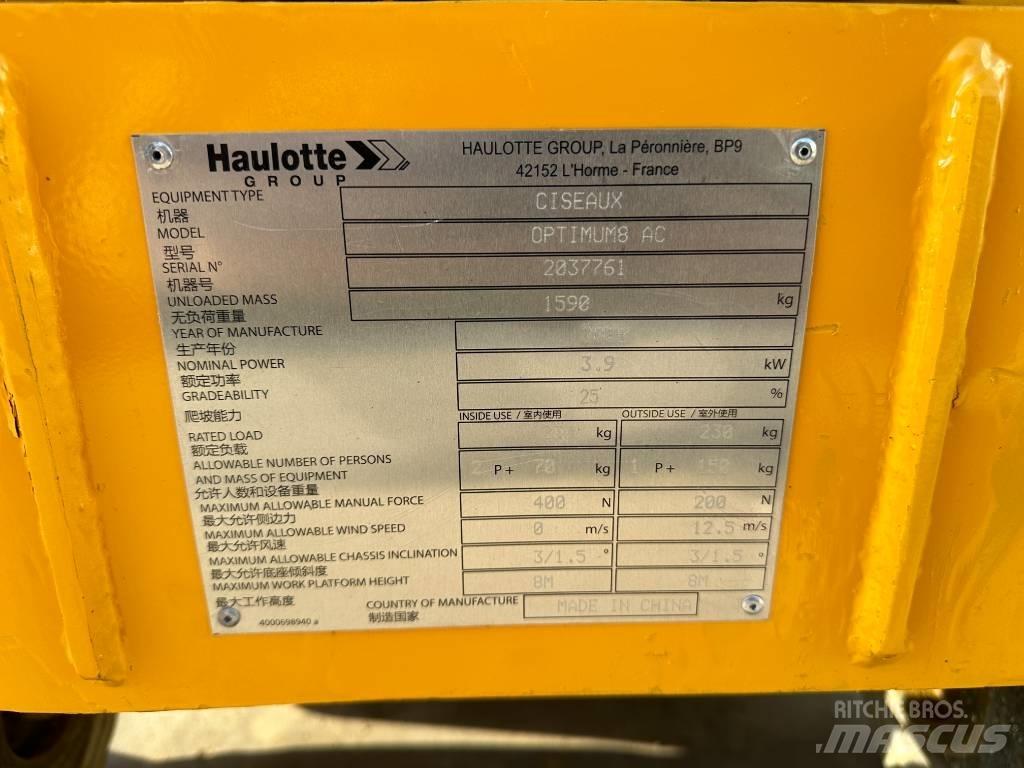 Haulotte
GROUP
HAULOTTE GROUP, La Péronnière, BP9
42152 L'Horme - France
EQUIPMENT TYPE CISEAUX
机器
MODEL OPTIMUM8 AC
型号
SERIAL N° 2037761
机器号
UNLOADED MASS 1590 kg
无负荷重量
YEAR OF MANUFACTURE
生产年份
NOMINAL POWER 3.9 kW
额定功率
GRADEABILITY 25 %
爬坡能力
INSIDE USE / 室内使用 OUTSIDE USE / 室外使用
RATED LOAD kg 230 kg
额定负载
ALLOWABLE NUMBER OF PERSONS
AND MASS OF EQUIPMENT 2 P+ 70 kg 1 P+ 150 kg
允许人数和设备重量
MAXIMUM ALLOWABLE MANUAL FORCE 400 N 200 N
最大允许侧边力
MAXIMUM ALLOWABLE WIND SPEED 0 m/s 12.5 m/s
最大允许风速
MAXIMUM ALLOWABLE CHASSIS INCLINATION 3/1.5 ° 3/1.5 °
最大允许底座倾斜度
MAXIMUM WORK PLATFORM HEIGHT 8M 8M
最大工作高度
COUNTRY OF MANUFACTURE MADE IN CHINA
制造国家
4000698940 a
RITCHIE BROS.
MASCUS